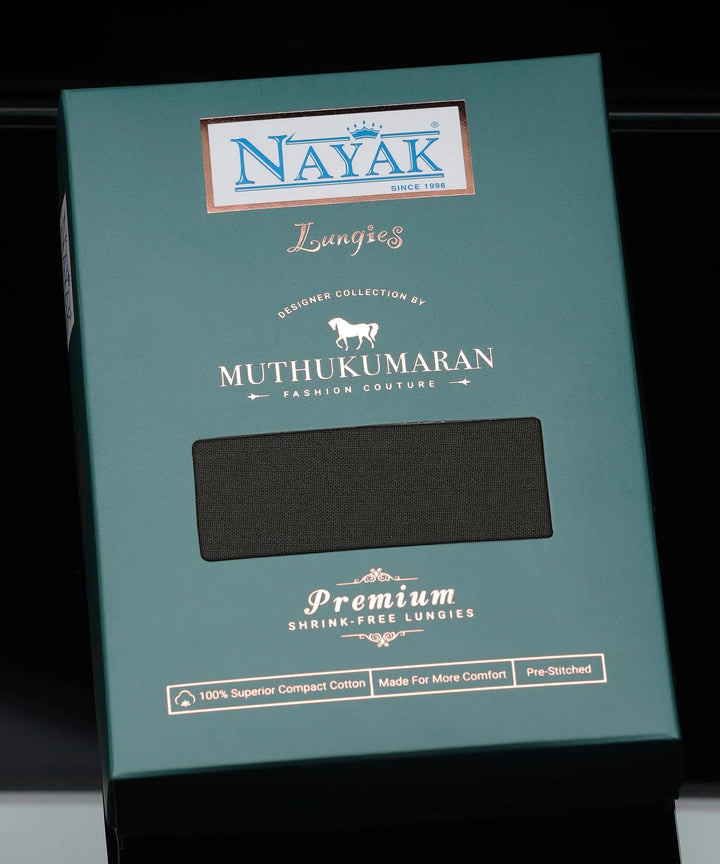 NAYAK®
SINCE 1996
Lungies
DESIGNER COLLECTION BY
MUTHUKUMARAN
FASHION COUTURE
Premium
SHRINK-FREE LUNGIES
100% Superior Compact Cotton
Made For More Comfort
Pre-Stitched